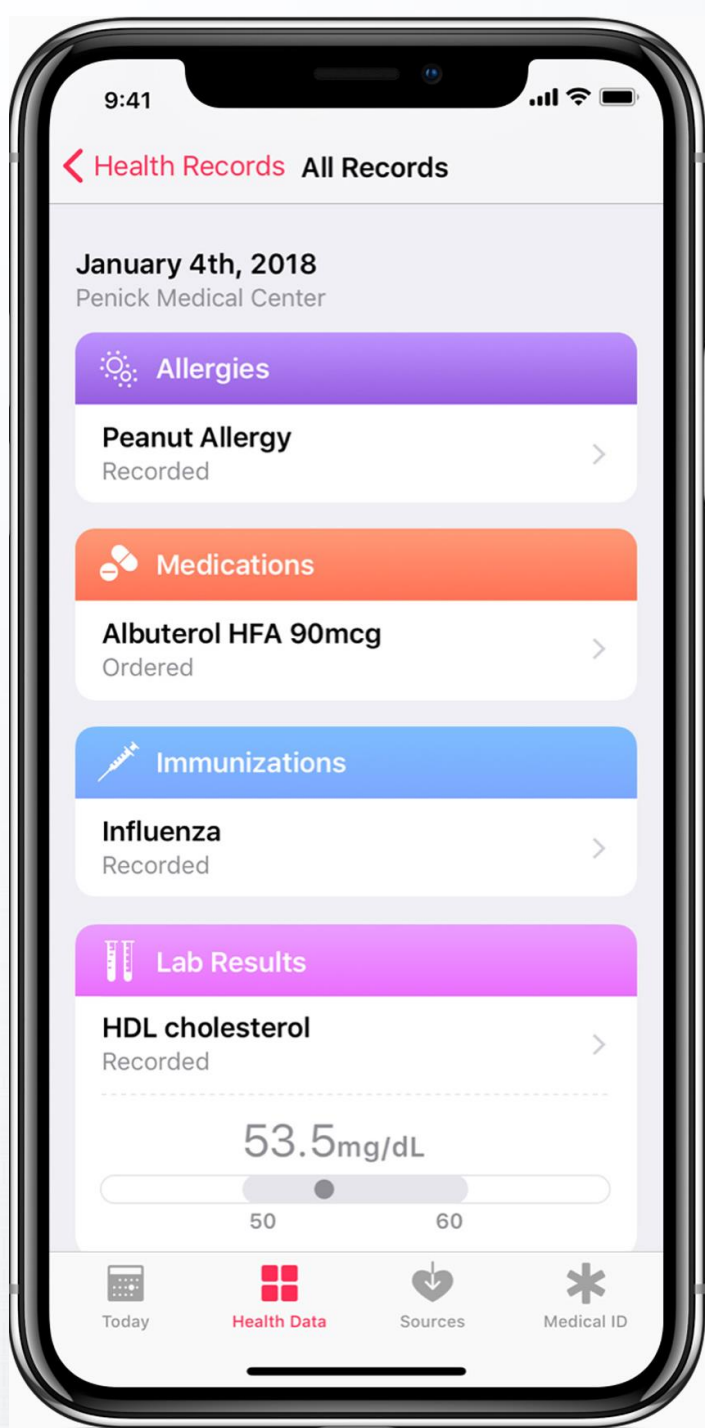 9:41
Health Records All Records
January 4th, 2018
Penick Medical Center
Allergies
Peanut Allergy
Recorded
Medications
Albuterol HFA 90mcg
Ordered
Immunizations
Influenza
Recorded
Lab Results
HDL cholesterol
Recorded
53.5mg/dL
50 60
Today Health Data Sources Medical ID